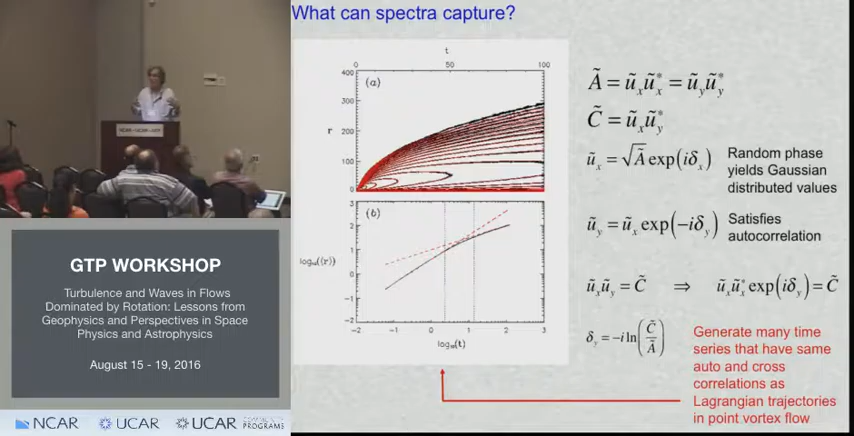 What can spectra capture?
t
0 50 100
400
(a)
300
r 200
100
0
3
(b)
2
1
0
−1
−2
−2 −1 0 1 2 3
Ã = ũₓũₓ* = ũᵧũᵧ*
C̃ = ũₓũᵧ*
ũₓ = √Ã exp(iδₓ)
Random phase
yields Gaussian
distributed values
ũᵧ = ũₓ exp(−iδᵧ)
Satisfies
autocorrelation
ũₓũᵧ = C̃ ⇒ ũₓũₓ* exp(iδᵧ) = C̃
δᵧ = −i ln(C̃/Ã)
Generate many time
series that have same
auto and cross
correlations as
Lagrangian trajectories
in point vortex flow
NCAR • UCAR
GTP WORKSHOP
Turbulence and Waves in Flows
Dominated by Rotation: Lessons from
Geophysics and Perspectives in Space
Physics and Astrophysics
August 15 - 19, 2016
NCAR UCAR UCAR
PROGRAMS